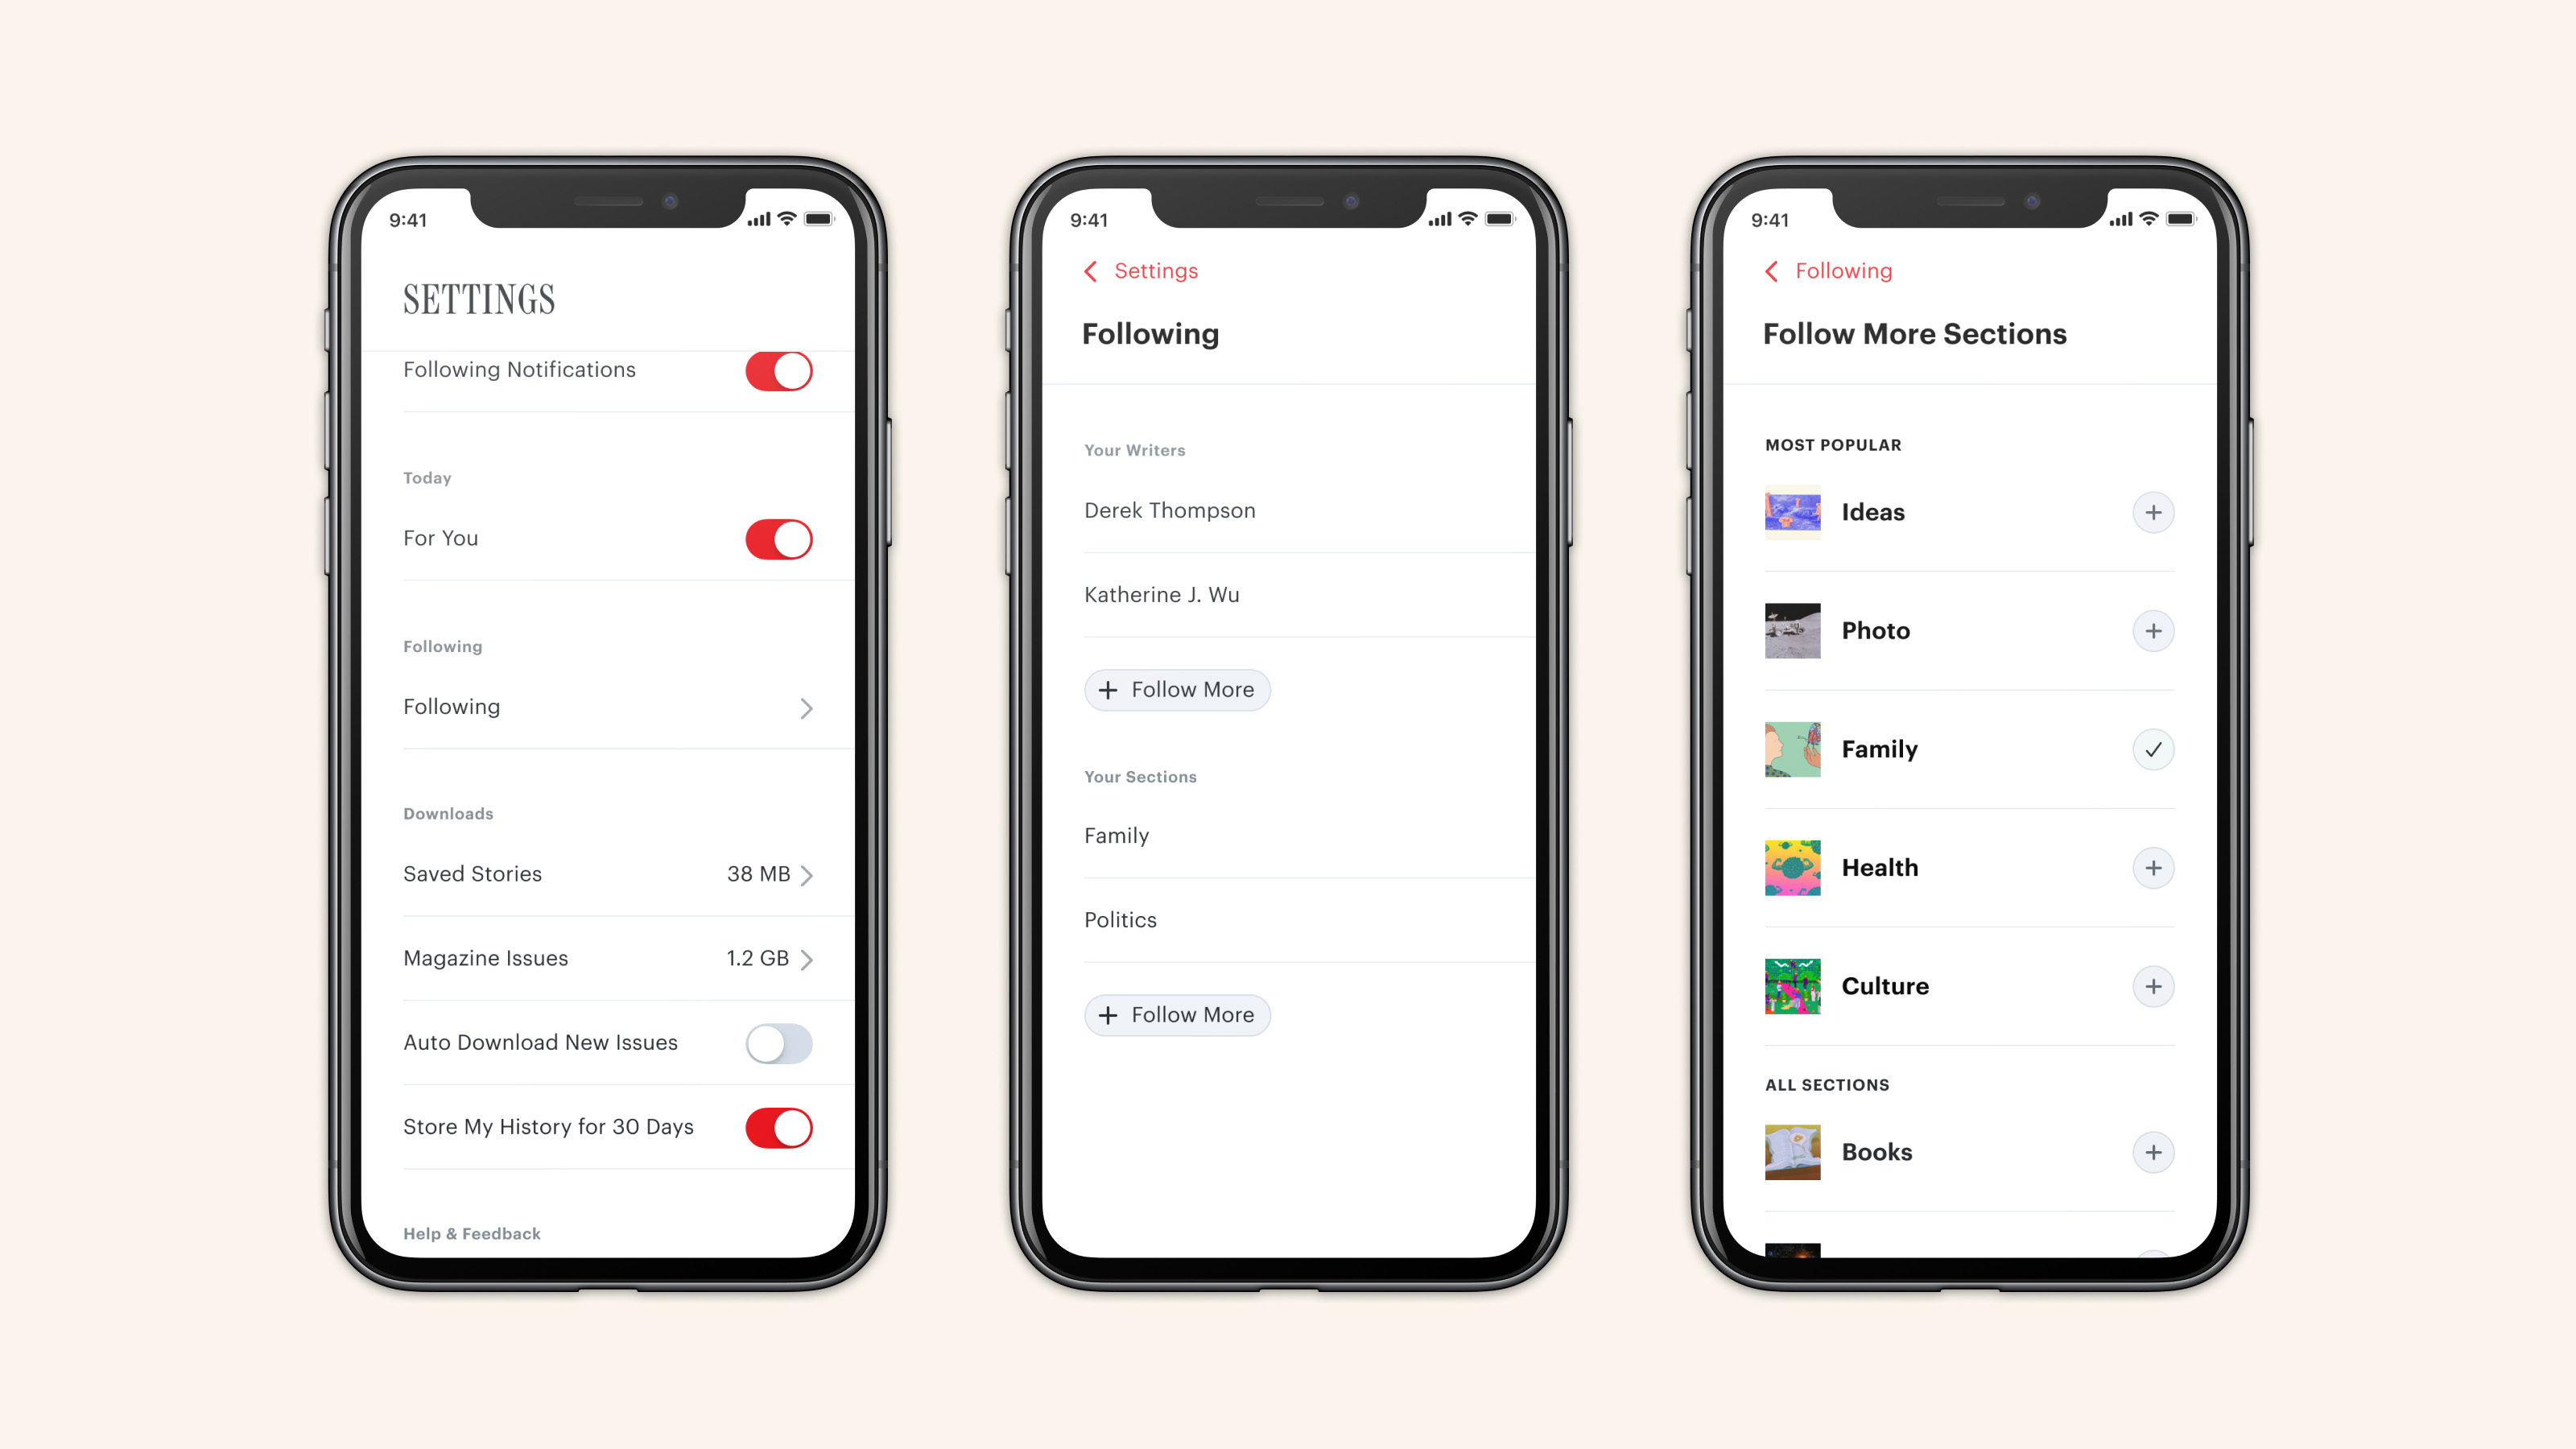 9:41
SETTINGS
Following Notifications
Today
For You
Following
Following
Downloads
Saved Stories 38 MB
Magazine Issues 1.2 GB
Auto Download New Issues
Store My History for 30 Days
Help & Feedback
9:41
Settings
Following
Your Writers
Derek Thompson
Katherine J. Wu
+ Follow More
Your Sections
Family
Politics
+ Follow More
9:41
Following
Follow More Sections
MOST POPULAR
Ideas
Photo
Family
Health
Culture
ALL SECTIONS
Books